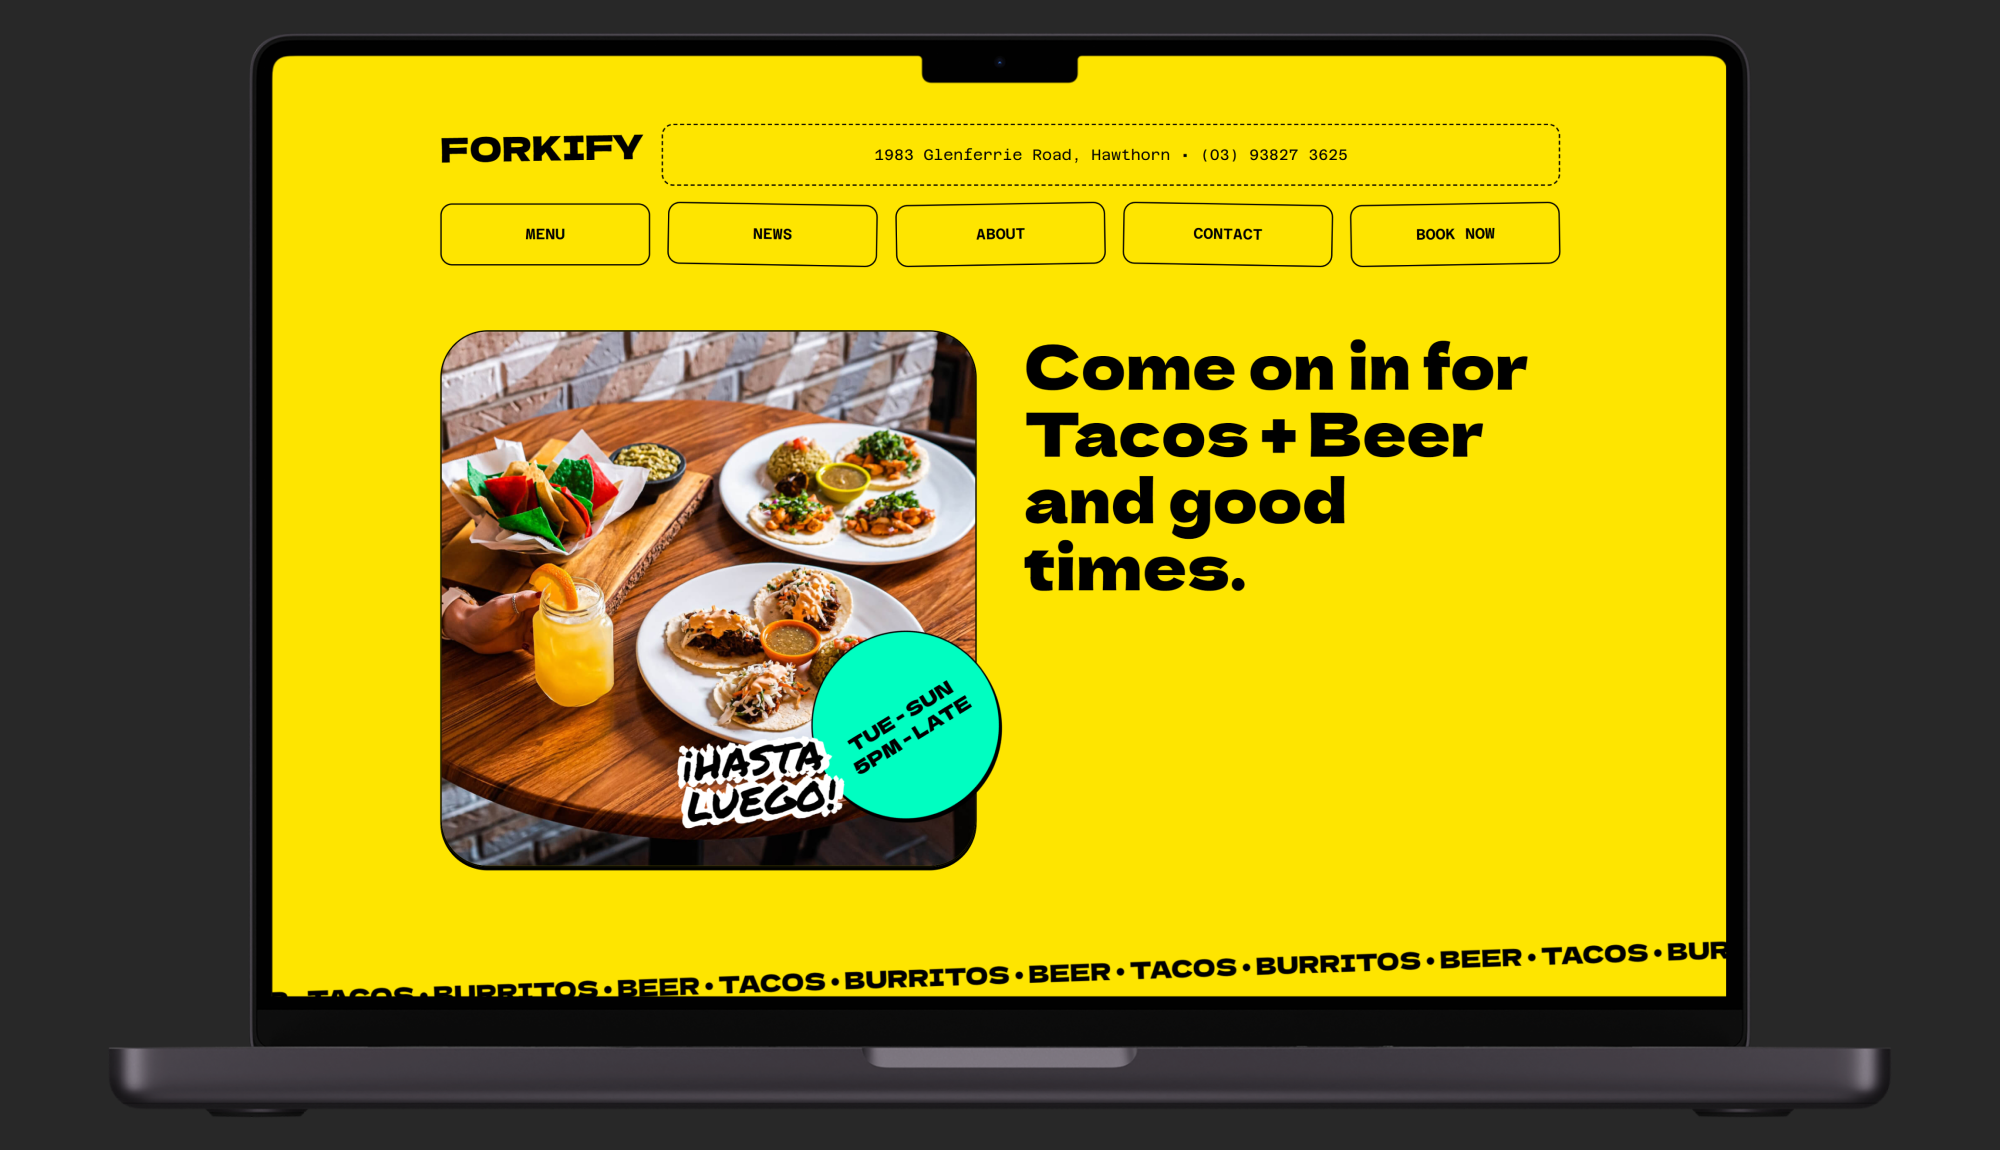 FORKIFY
1983 Glenferrie Road, Hawthorn • (03) 93827 3625
MENU
NEWS
ABOUT
CONTACT
BOOK NOW
Come on in for
Tacos + Beer
and good
times.
TUE - SUN
5PM - LATE
¡HASTA
LUEGO!
TACOS • BURRITOS • BEER • TACOS • BURRITOS • BEER • TACOS • BURRITOS • BEER • TACOS • BUR